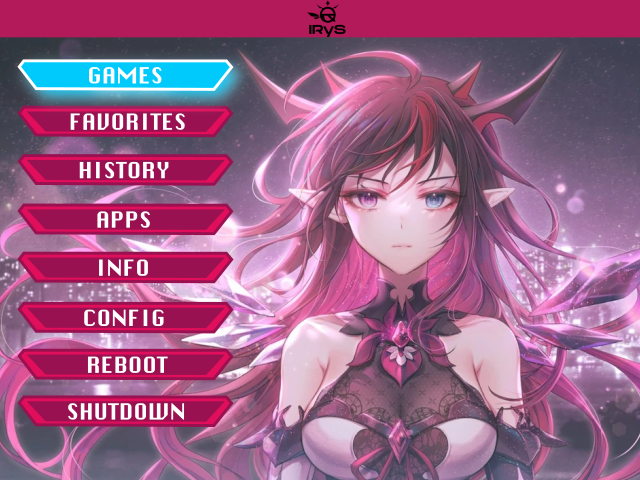 IRyS
GAMES
FAVORITES
HISTORY
APPS
INFO
CONFIG
REBOOT
SHUTDOWN